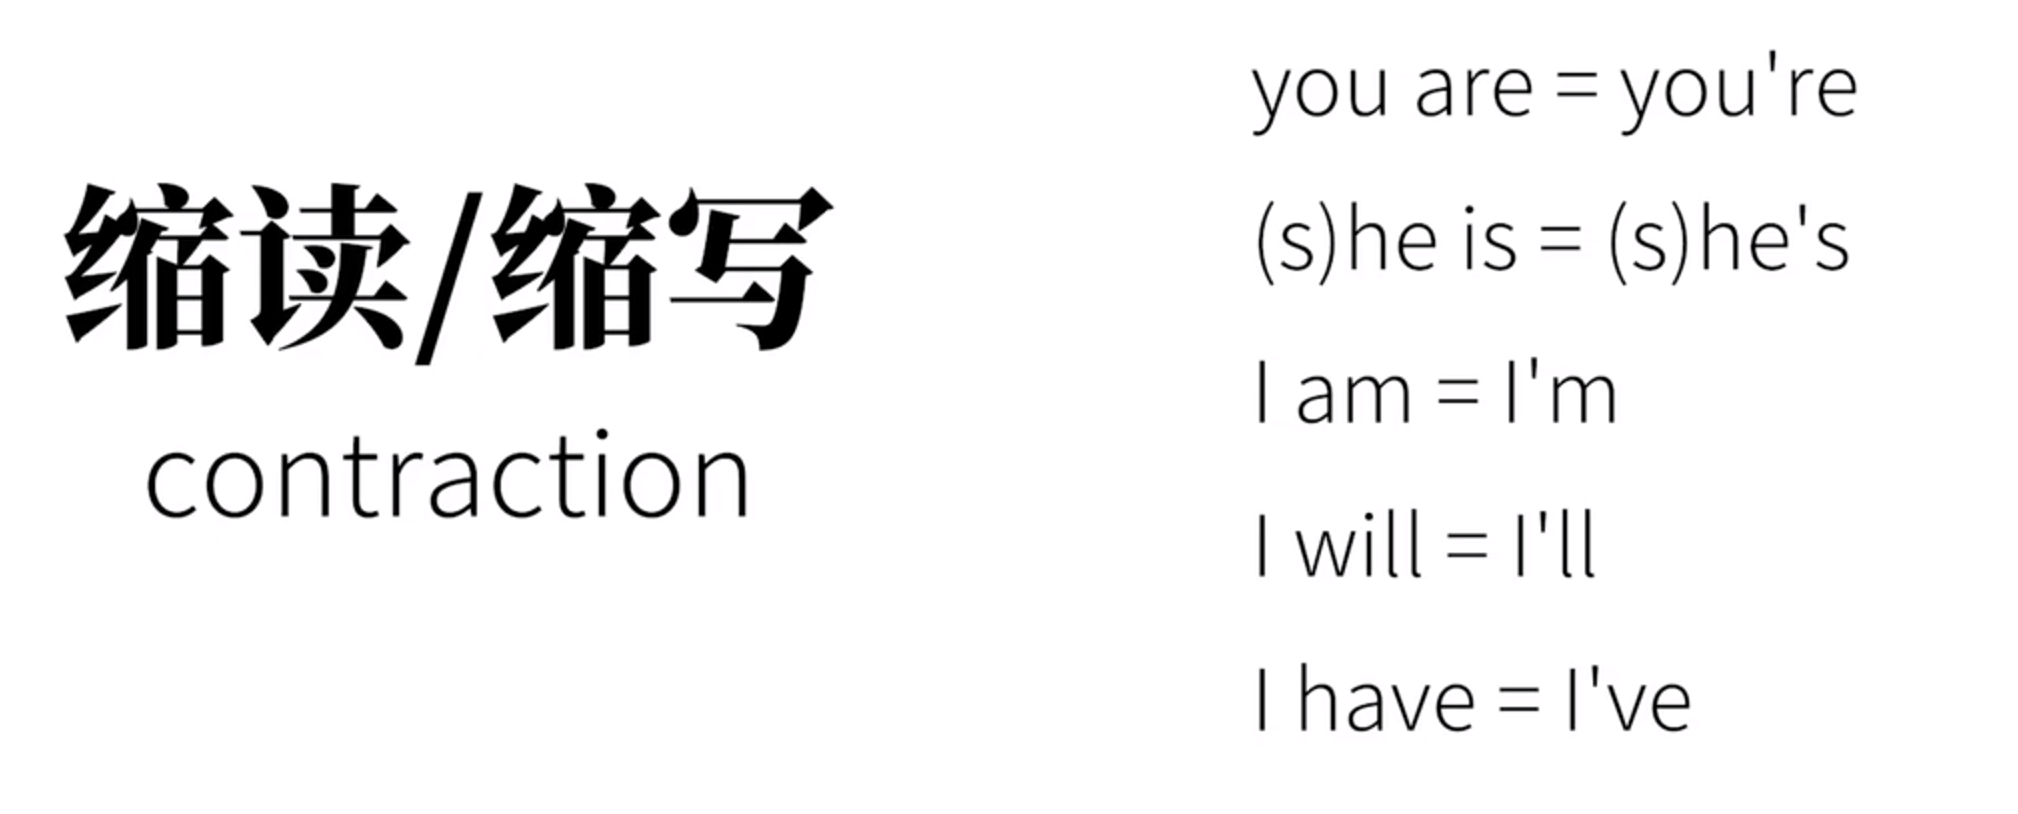 缩读/缩写
contraction
you are = you're
(s)he is = (s)he's
I am = I'm
I will = I'll
I have = I've